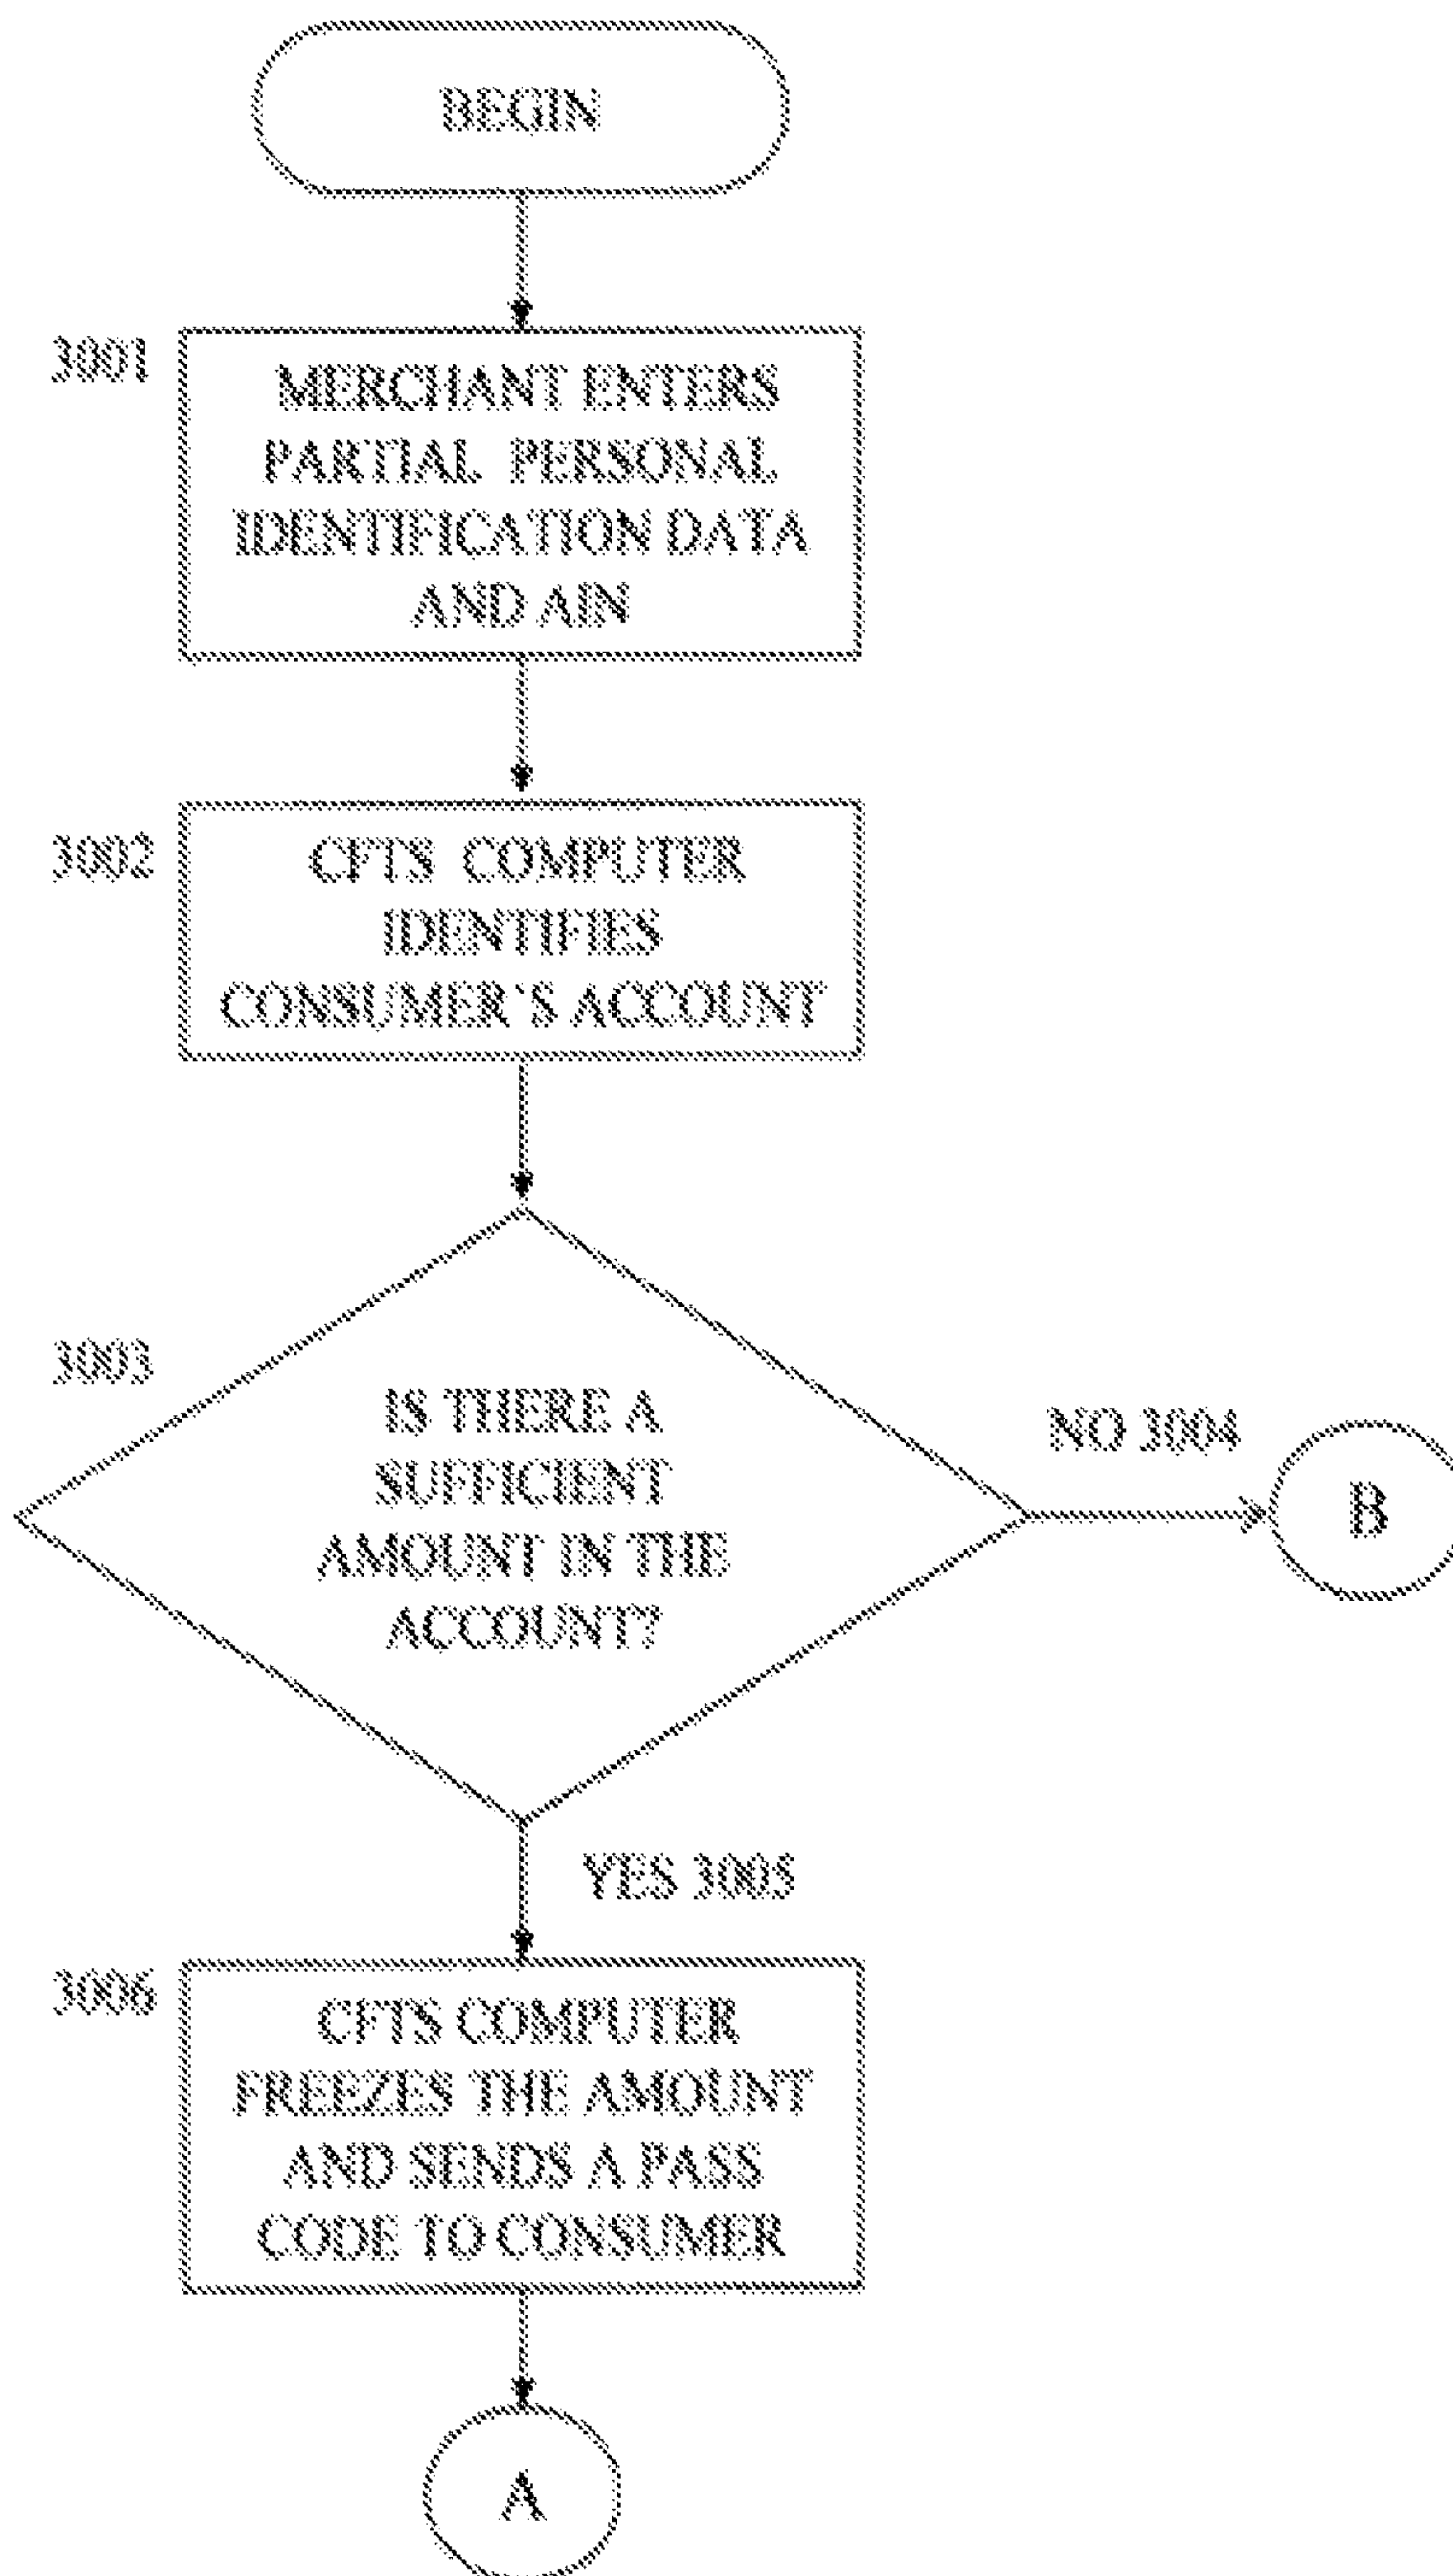 BEGIN
3001
MERCHANT ENTERS
PARTIAL PERSONAL
IDENTIFICATION DATA
AND AIN
3002
CFTS COMPUTER
IDENTIFIES
CONSUMER`S ACCOUNT
3003
IS THERE A
SUFFICIENT
AMOUNT IN THE
ACCOUNT?
NO 3004
B
YES 3005
3006
CFTS COMPUTER
FREEZES THE AMOUNT
AND SENDS A PASS
CODE TO CONSUMER
A